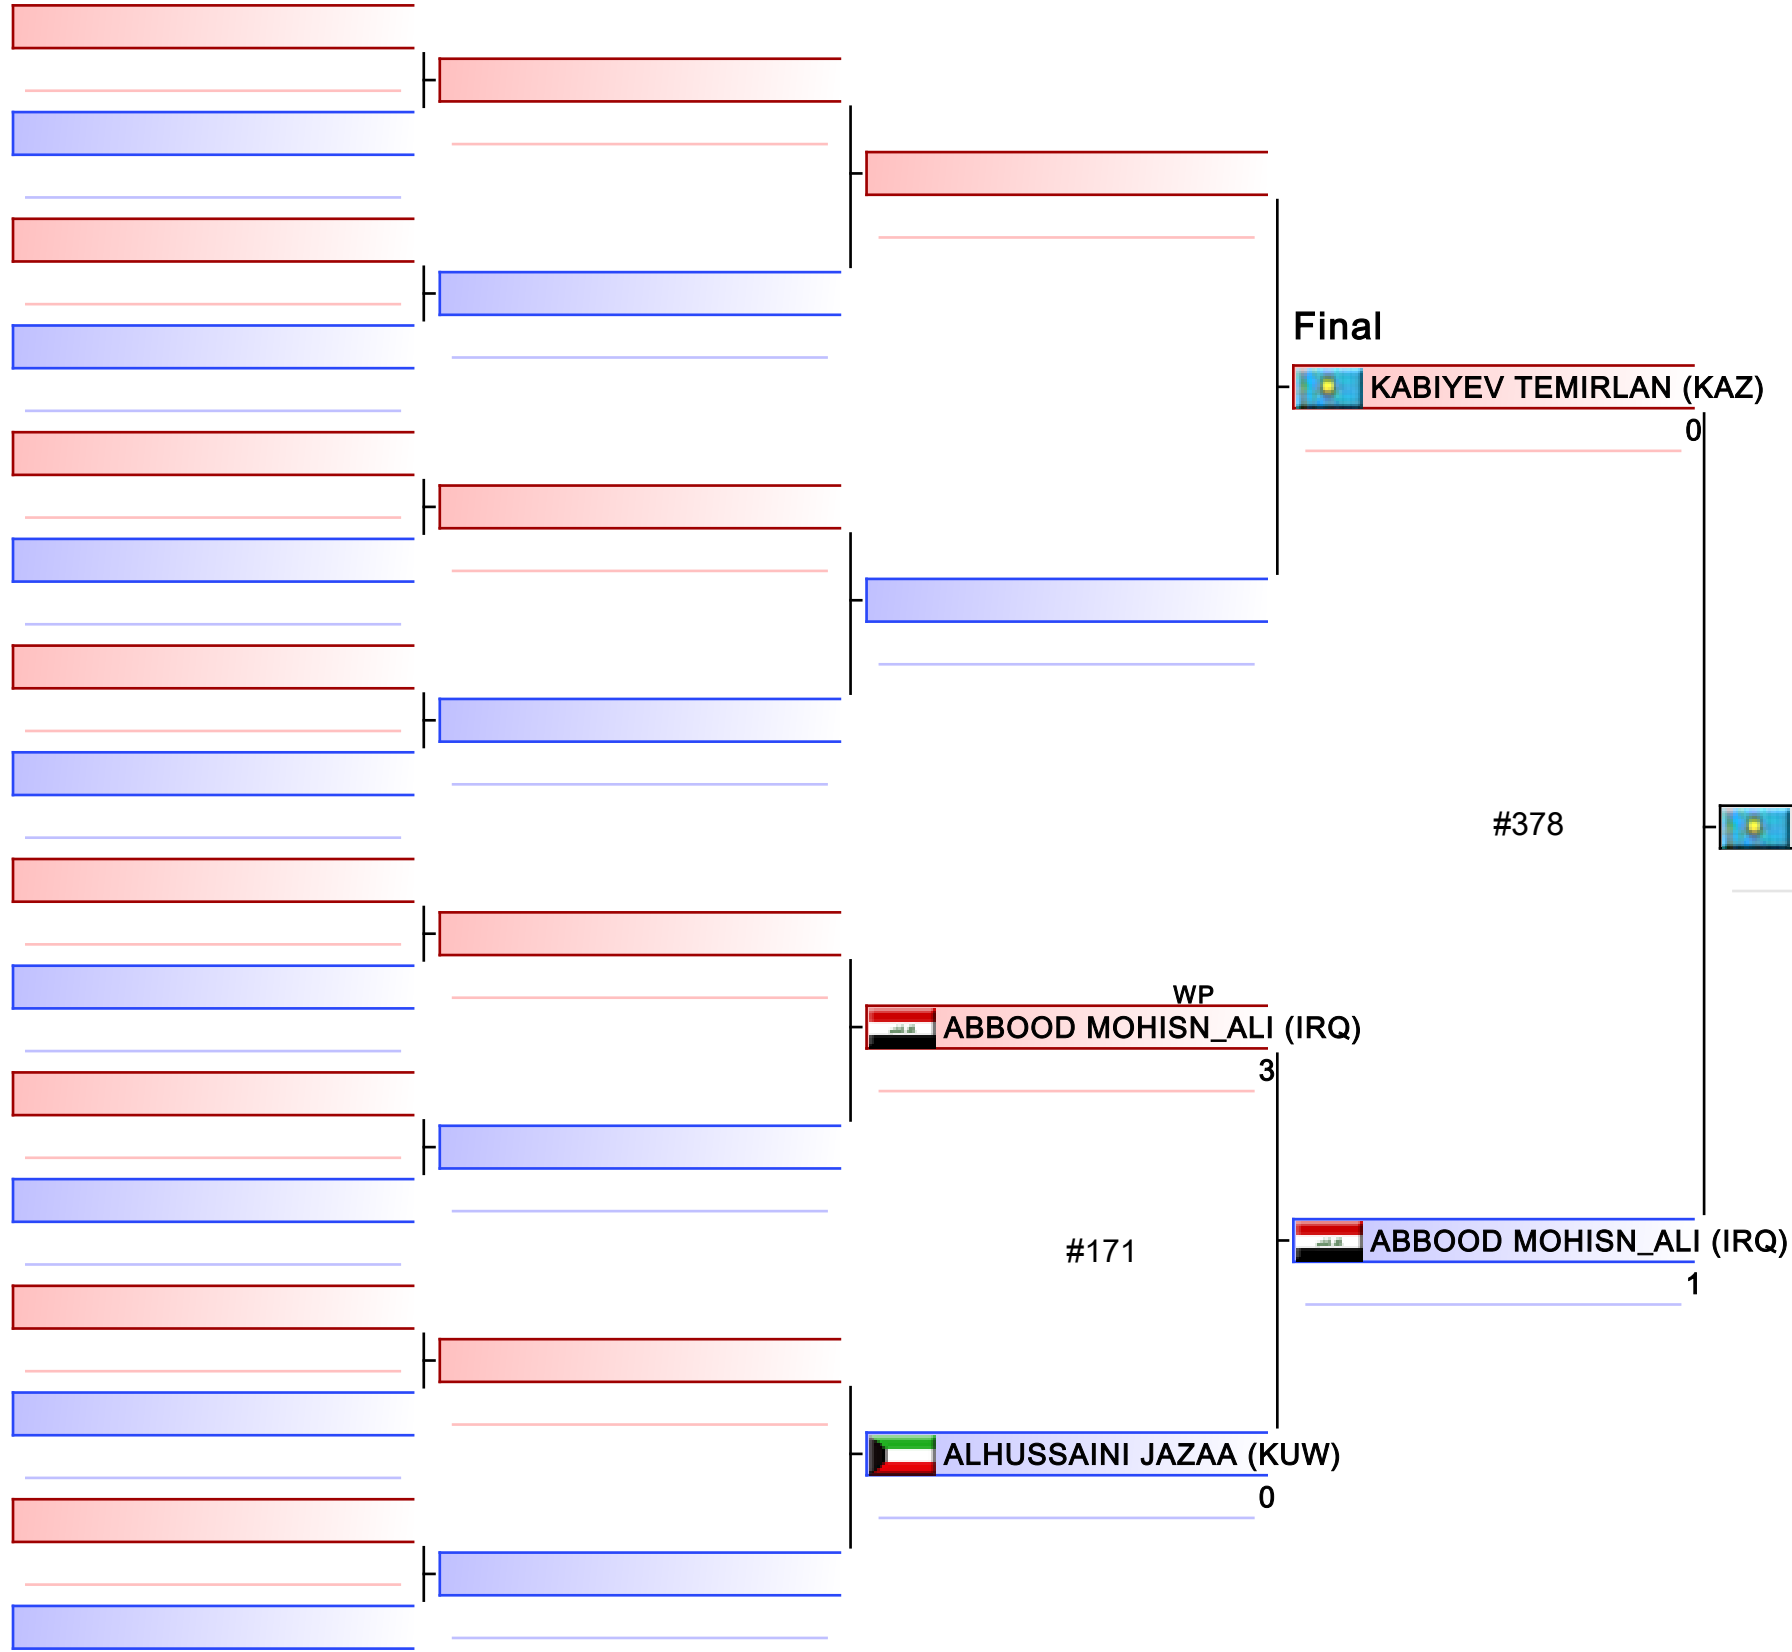 Final
KABIYEV TEMIRLAN (KAZ)
0
#378
WP
ABBOOD MOHISN_ALI (IRQ)
3
#171
ABBOOD MOHISN_ALI (IRQ)
1
ALHUSSAINI JAZAA (KUW)
0